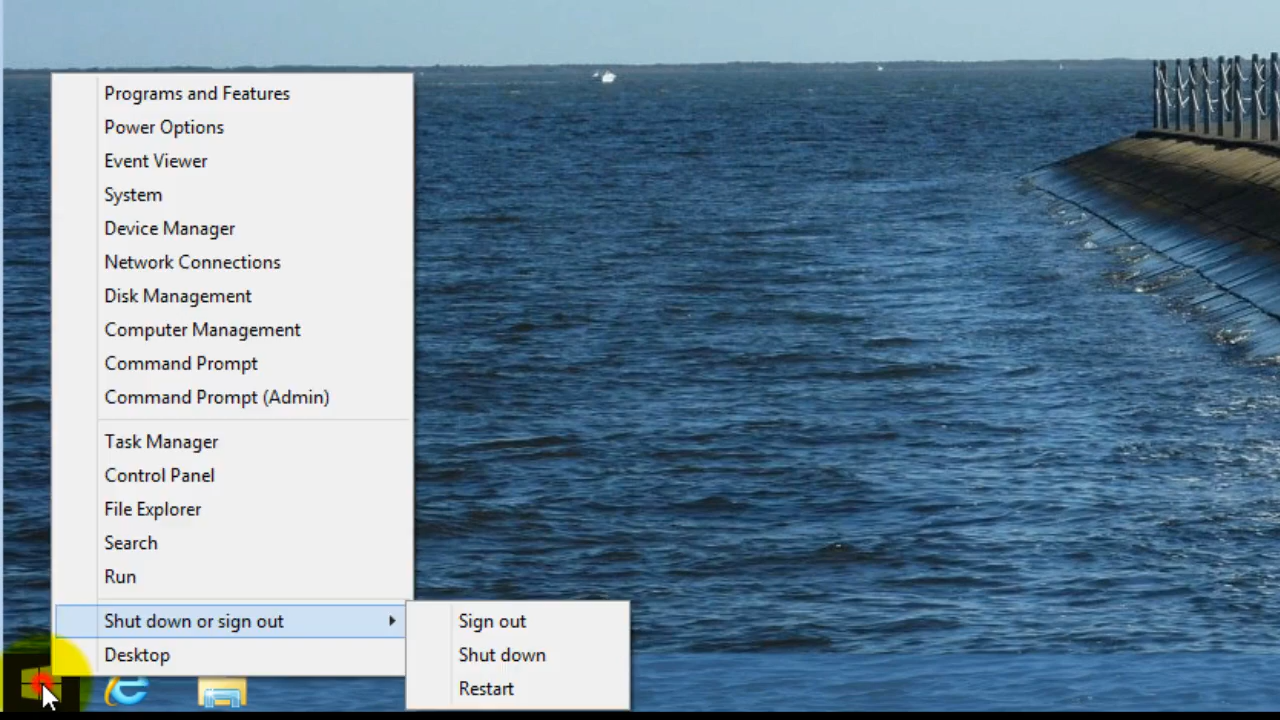 Programs and Features
Power Options
Event Viewer
System
Device Manager
Network Connections
Disk Management
Computer Management
Command Prompt
Command Prompt (Admin)
Task Manager
Control Panel
File Explorer
Search
Run
Shut down or sign out
Desktop
Sign out
Shut down
Restart